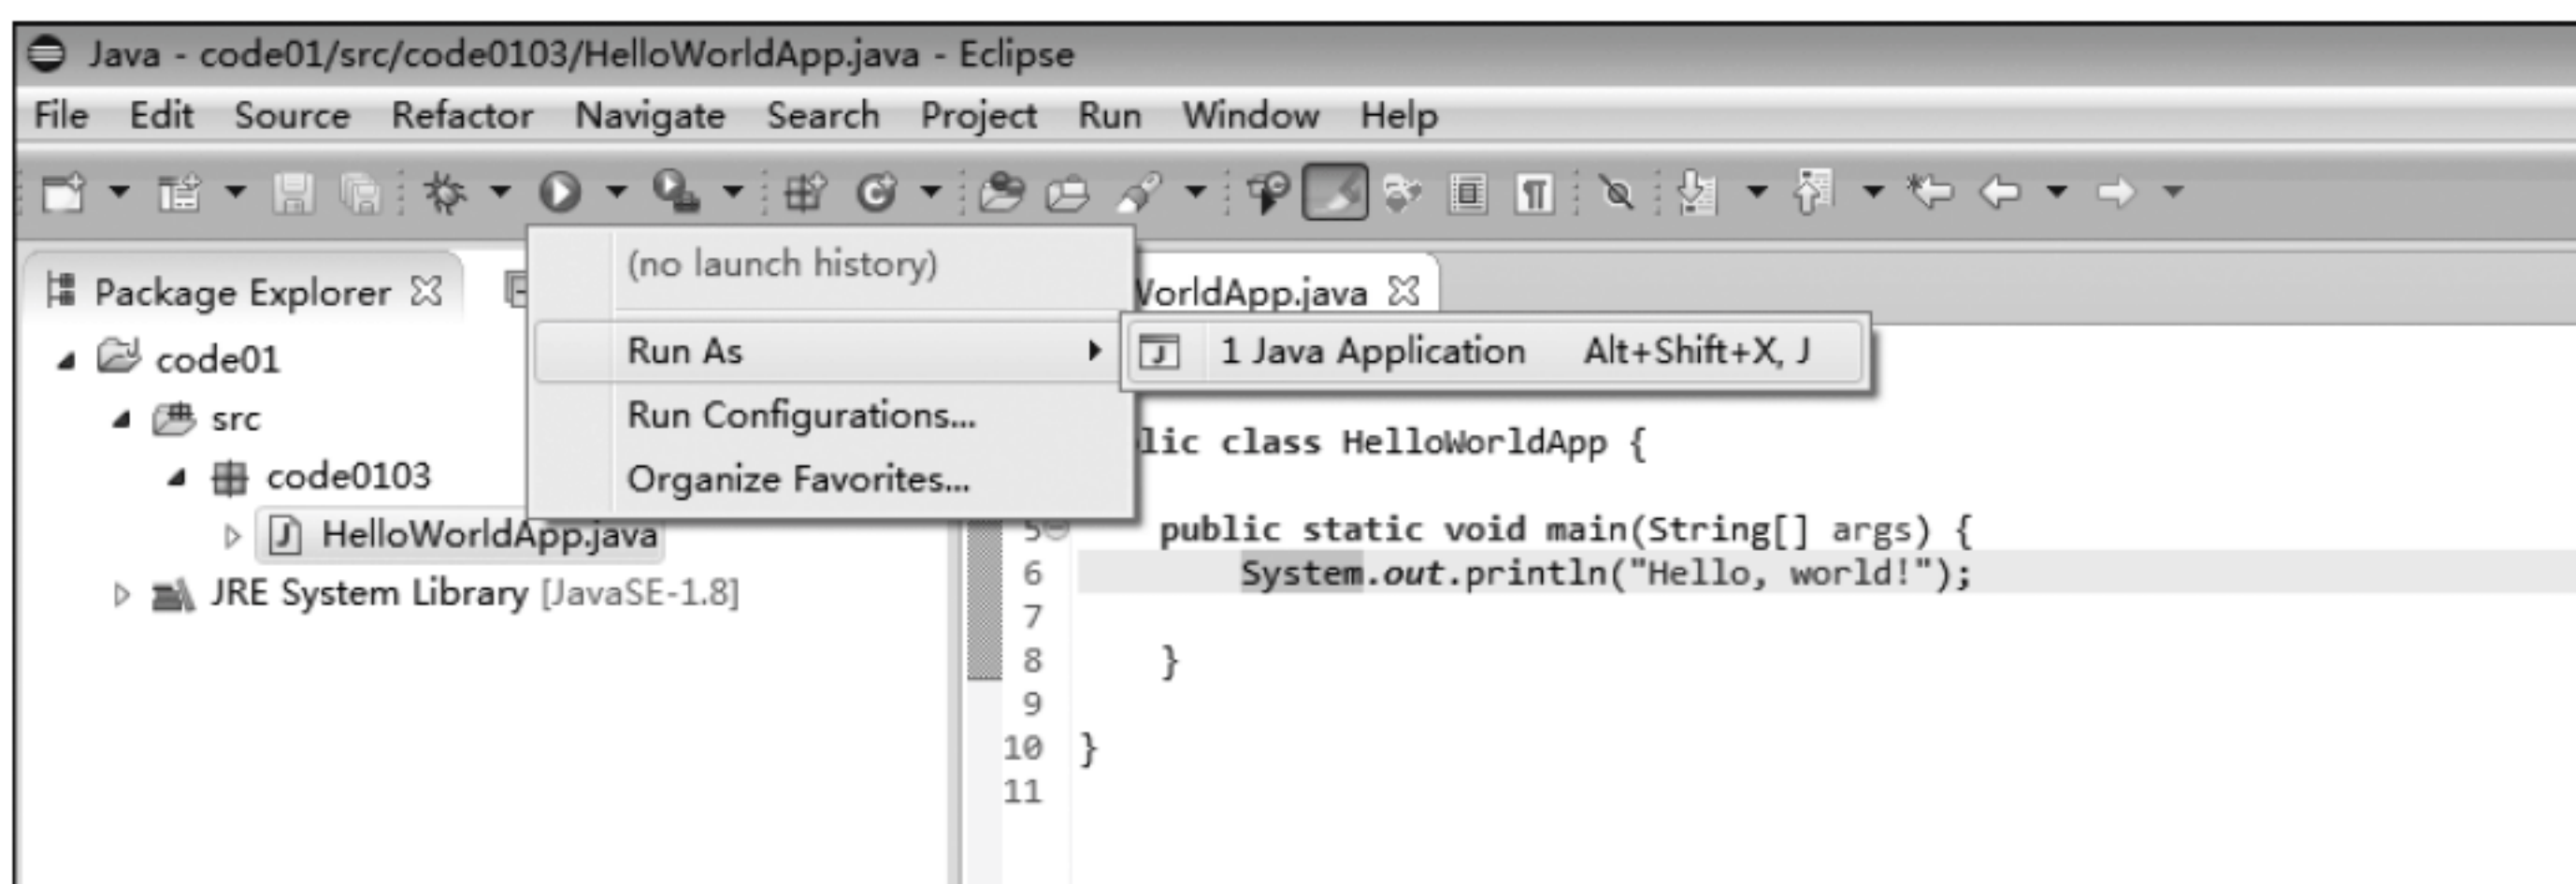 Java - code01/src/code0103/HelloWorldApp.java - Eclipse
File Edit Source Refactor Navigate Search Project Run Window Help
Package Explorer
code01
src
code0103
HelloWorldApp.java
JRE System Library [JavaSE-1.8]
(no launch history)
Run As
Run Configurations...
Organize Favorites...
1 Java Application Alt+Shift+X, J
WorldApp.java
lic class HelloWorldApp {
5 public static void main(String[] args) {
6 System.out.println("Hello, world!");
7
8 }
9
10 }
11